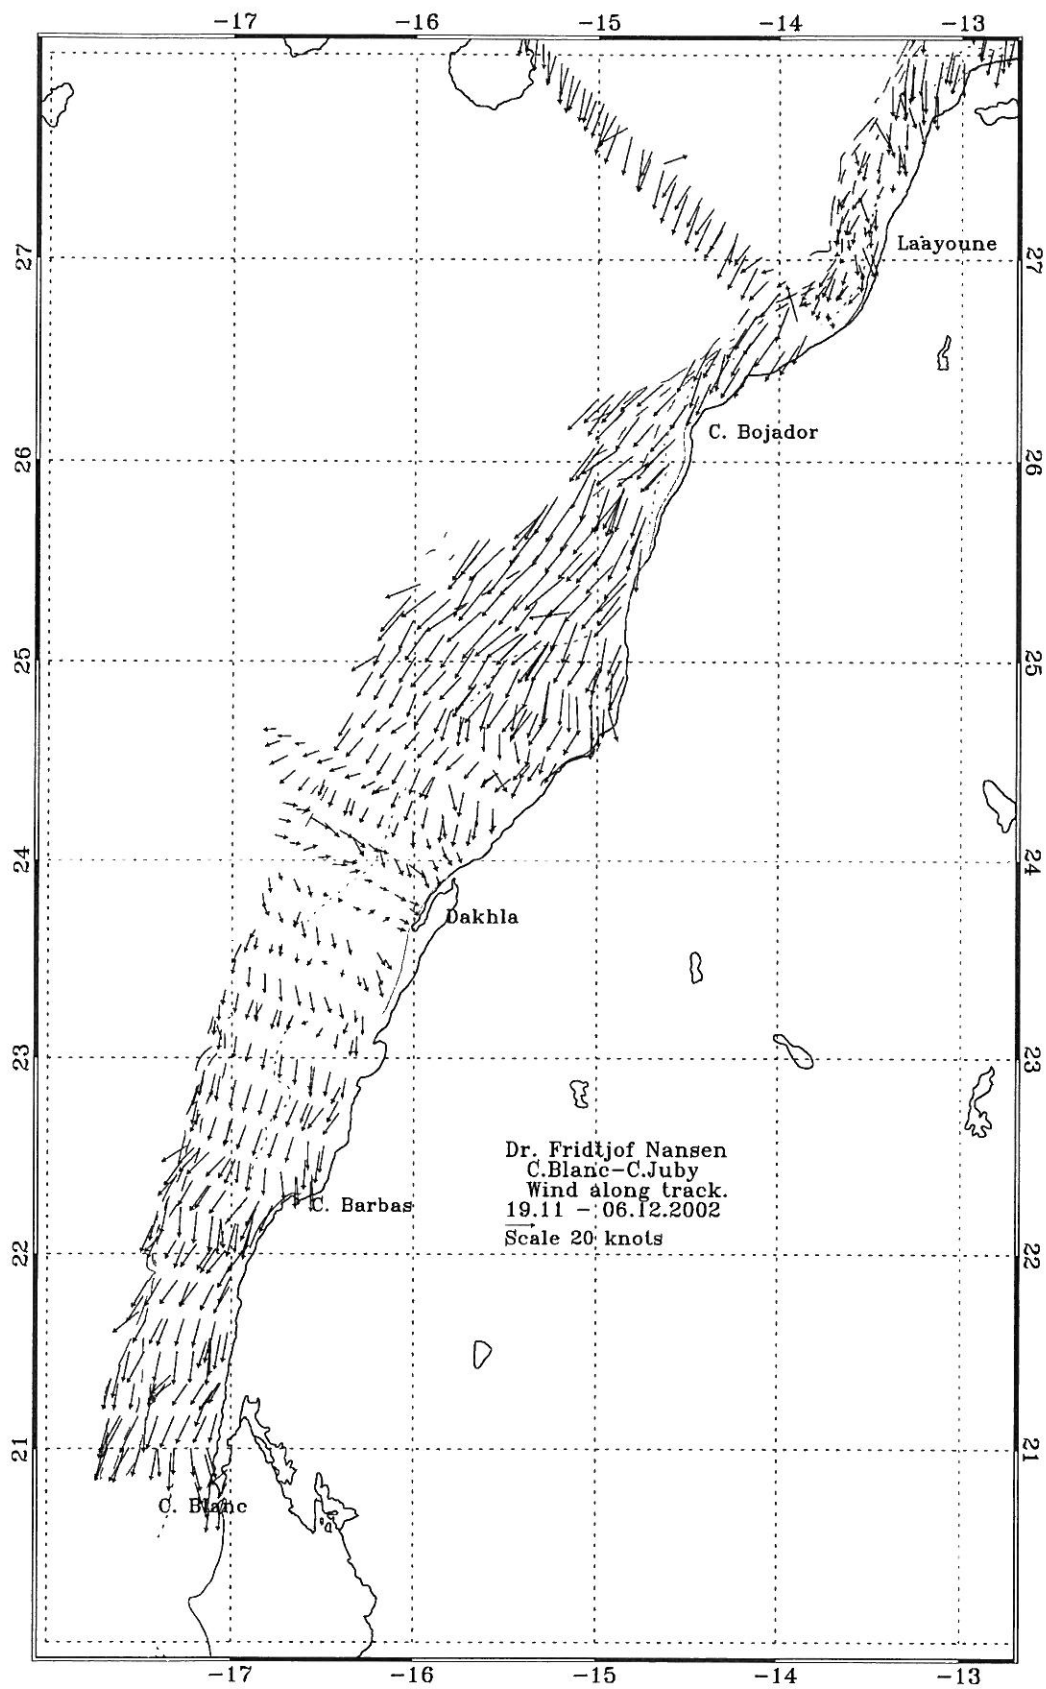 -17 -16 -15 -14 -13
27 Laayoune 27
C. Bojador
26 26
25 25
24 24
Dakhla
23 23
Dr. Fridtjof Nansen
C.Blanc-C.Juby
Wind along track.
C. Barbas
19.11 - 06.12.2002
Scale 20 knots
22 22
21 21
C. Blanc
-17 -16 -15 -14 -13